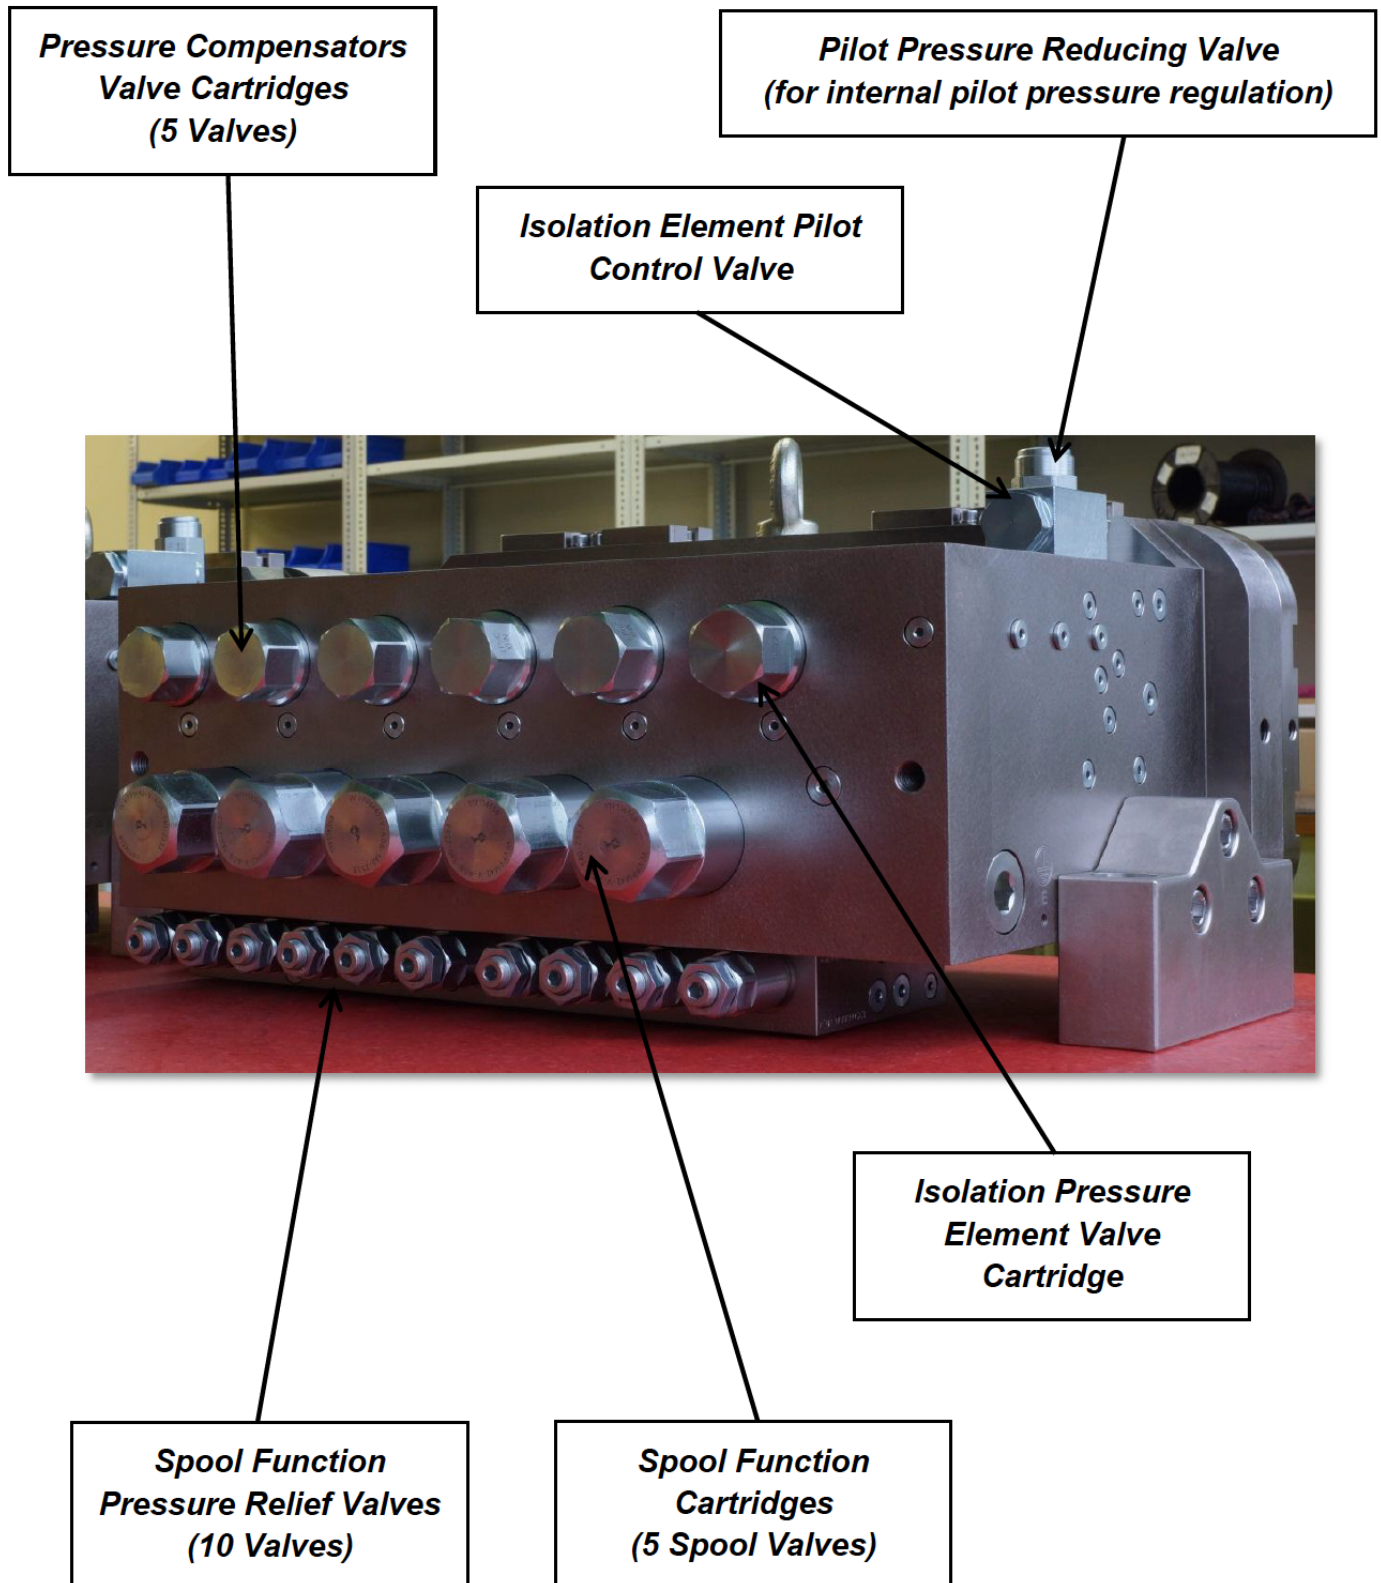 Pressure Compensators
Valve Cartridges
(5 Valves)
Pilot Pressure Reducing Valve
(for internal pilot pressure regulation)
Isolation Element Pilot
Control Valve
Isolation Pressure
Element Valve
Cartridge
Spool Function
Pressure Relief Valves
(10 Valves)
Spool Function
Cartridges
(5 Spool Valves)